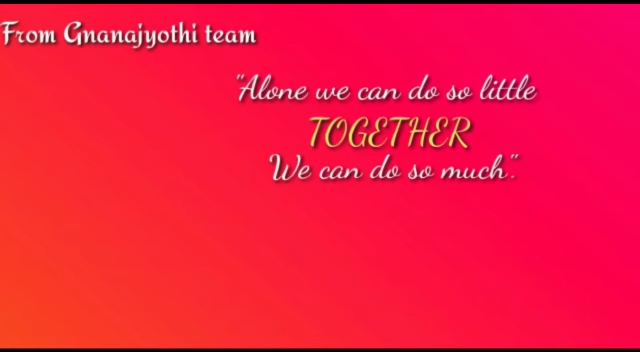 From Gnanajyothi team
"Alone we can do so little
TOGETHER
We can do so much".